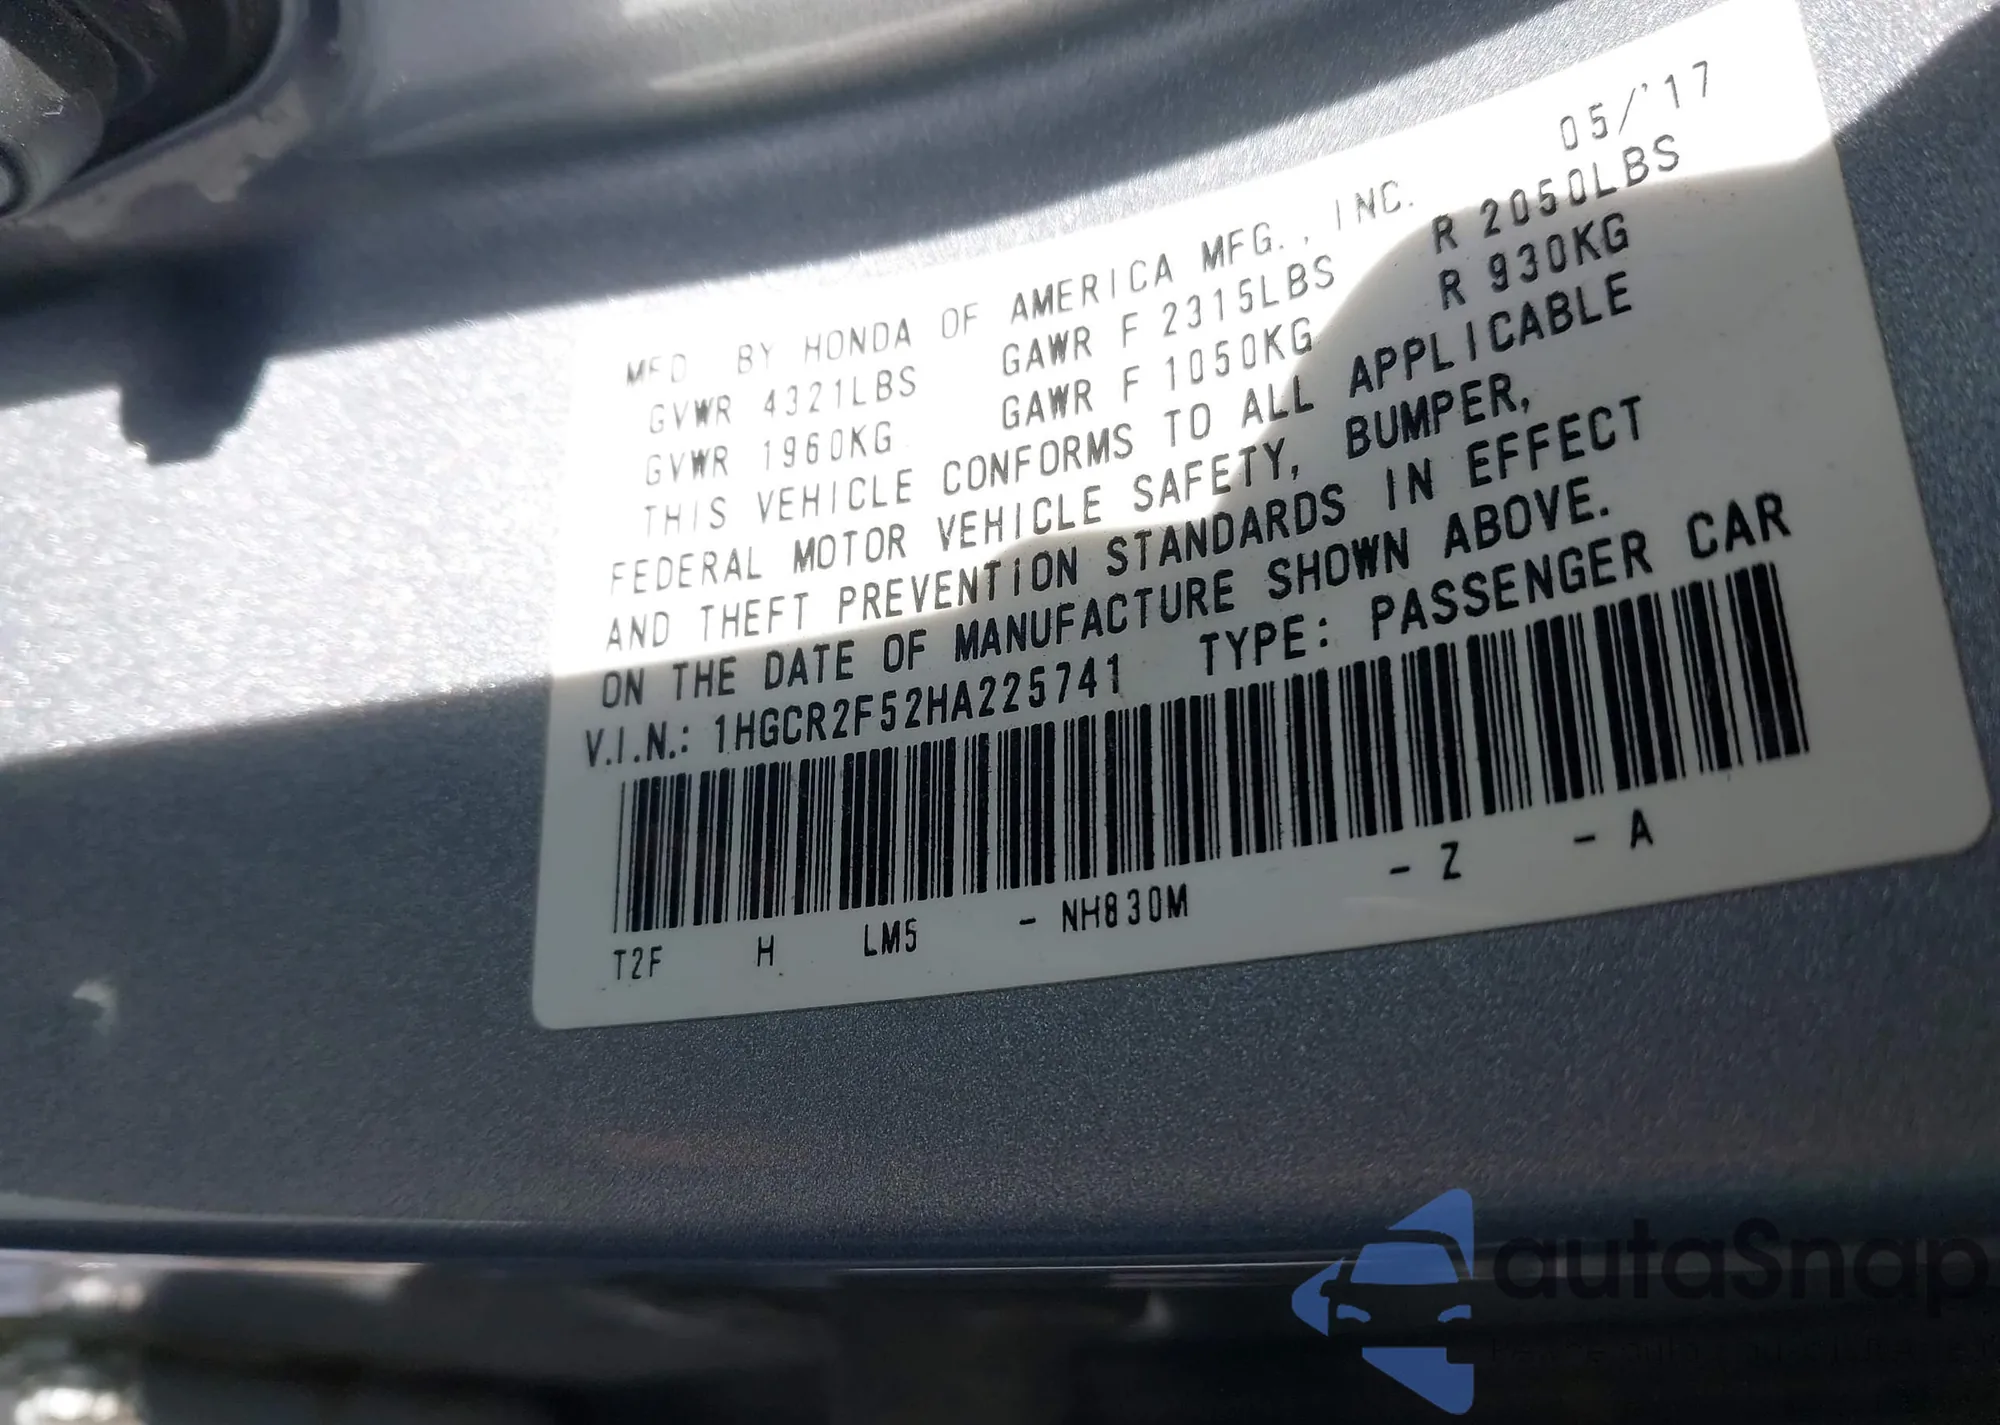 05/'17
MFD. BY HONDA OF AMERICA MFG., INC.
GVWR 4321LBS GAWR F 2315LBS R 2050LBS
GVWR 1960KG GAWR F 1050KG R 930KG
THIS VEHICLE CONFORMS TO ALL APPLICABLE
FEDERAL MOTOR VEHICLE SAFETY, BUMPER,
AND THEFT PREVENTION STANDARDS IN EFFECT
ON THE DATE OF MANUFACTURE SHOWN ABOVE.
V.I.N.: 1HGCR2F52HA225741 TYPE: PASSENGER CAR
T2F H LM5 - NH830M - Z - A
autaSnap